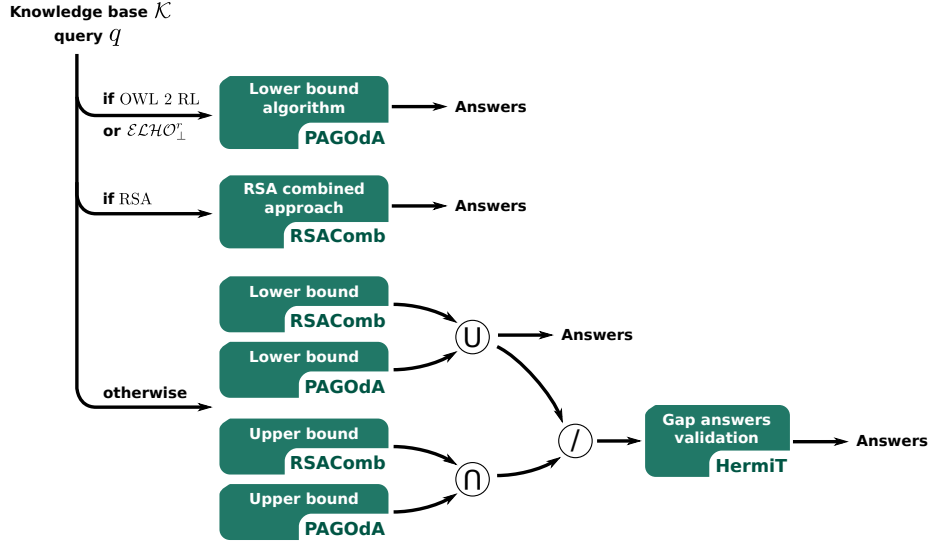 Knowledge base 𝒦
query q
if OWL 2 RL
or ℰℒℋ𝒪ʳ⊥
Lower bound
algorithm
PAGOdA
Answers
if RSA
RSA combined
approach
RSAComb
Answers
otherwise
Lower bound
RSAComb
Lower bound
PAGOdA
∪
Answers
Upper bound
RSAComb
Upper bound
PAGOdA
∩
/
Gap answers
validation
HermiT
Answers